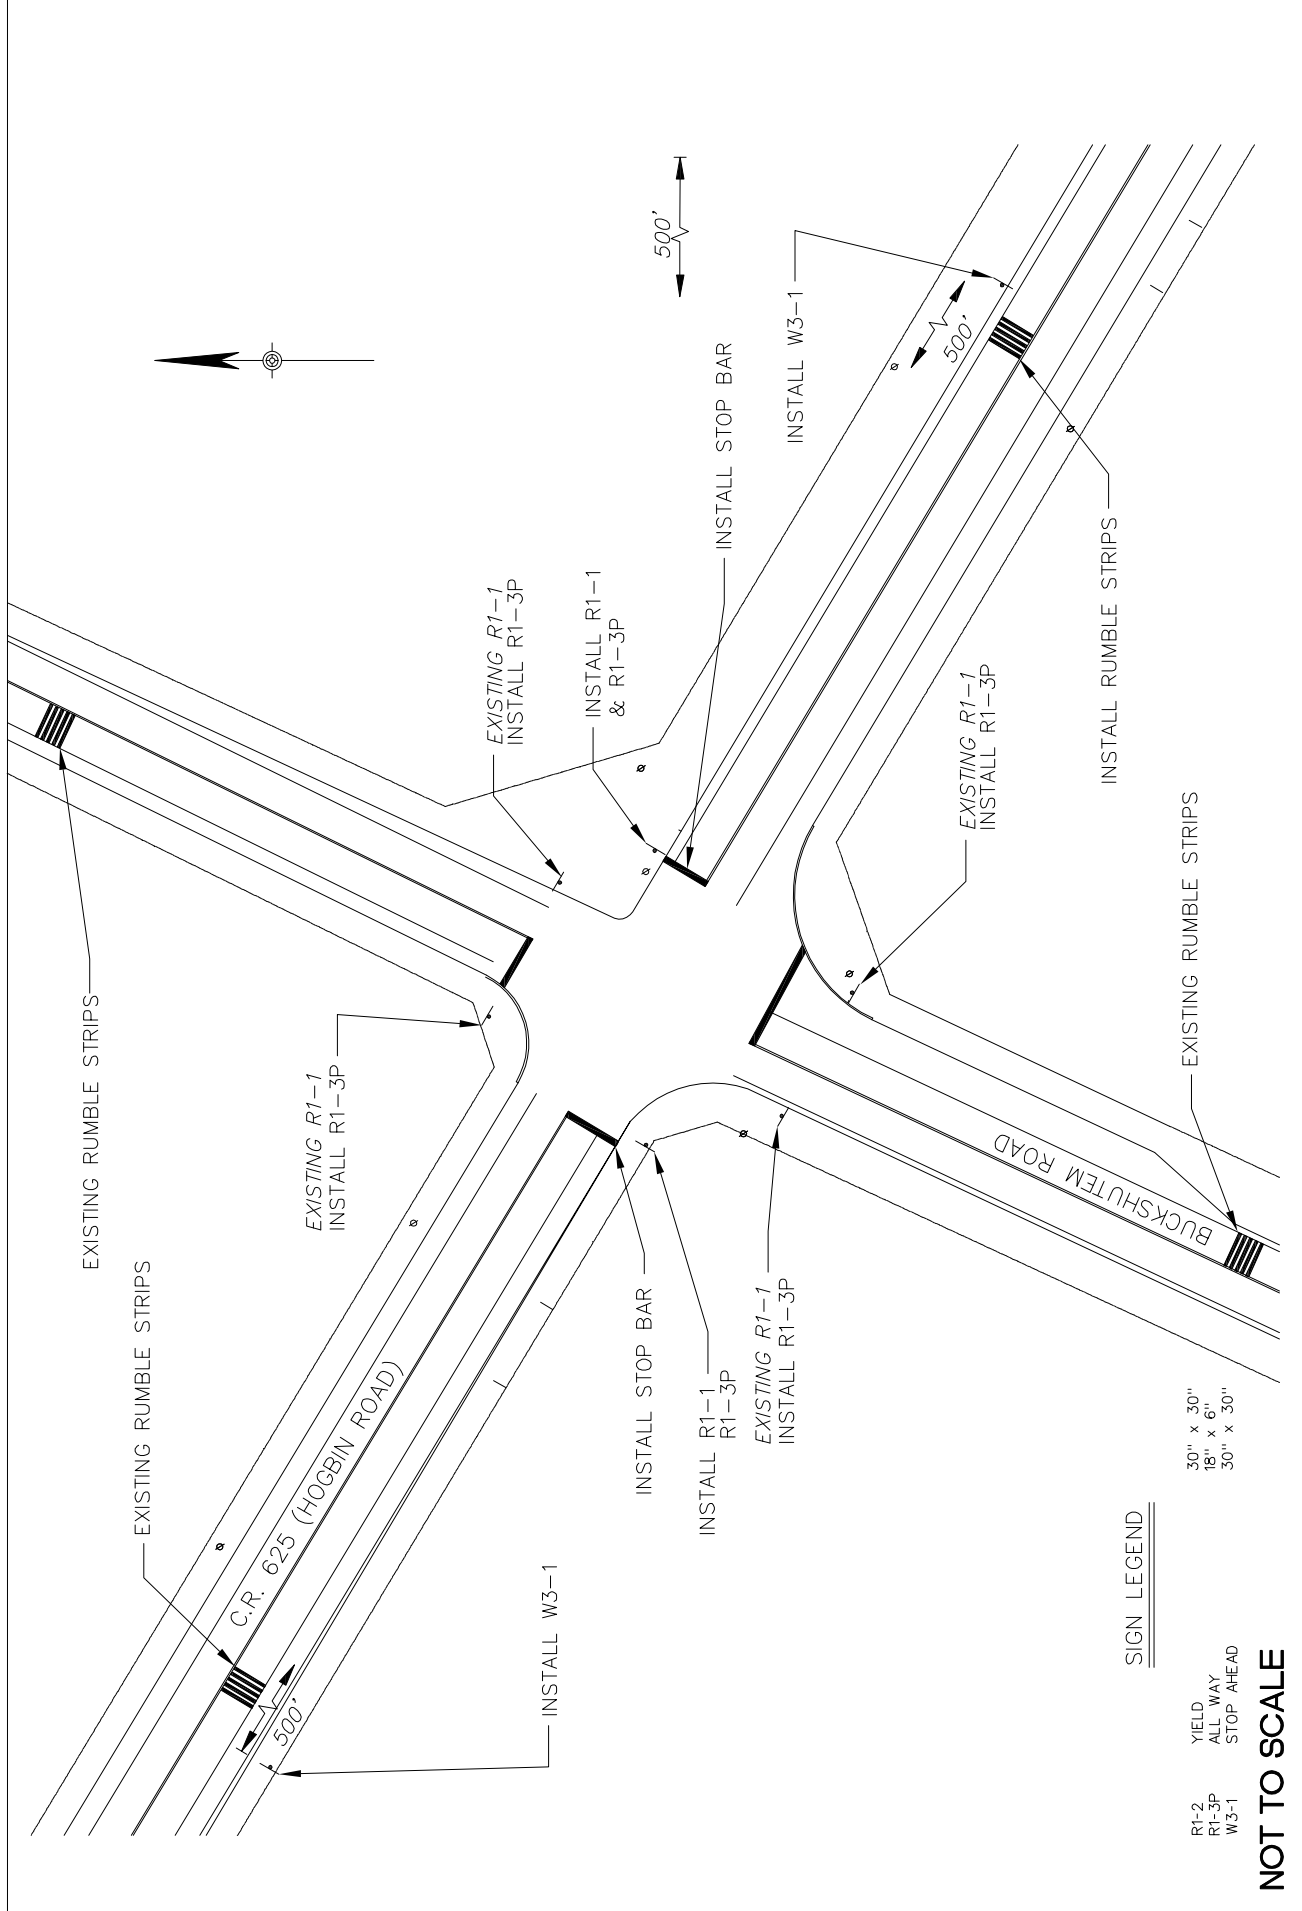 EXISTING RUMBLE STRIPS
EXISTING RUMBLE STRIPS
C.R. 625 (HOGBIN ROAD)
500'
INSTALL W3-1
EXISTING R1-1
INSTALL R1-3P
EXISTING R1-1
INSTALL R1-3P
INSTALL R1-1
& R1-3P
500'
INSTALL STOP BAR
INSTALL W3-1
500'
INSTALL STOP BAR
INSTALL R1-1
R1-3P
EXISTING R1-1
INSTALL R1-3P
EXISTING R1-1
INSTALL R1-3P
INSTALL RUMBLE STRIPS
BUCKSHUTEM ROAD
EXISTING RUMBLE STRIPS
SIGN LEGEND
R1-2 YIELD 30" x 30"
R1-3P ALL WAY 18" x 6"
W3-1 STOP AHEAD 30" x 30"
NOT TO SCALE